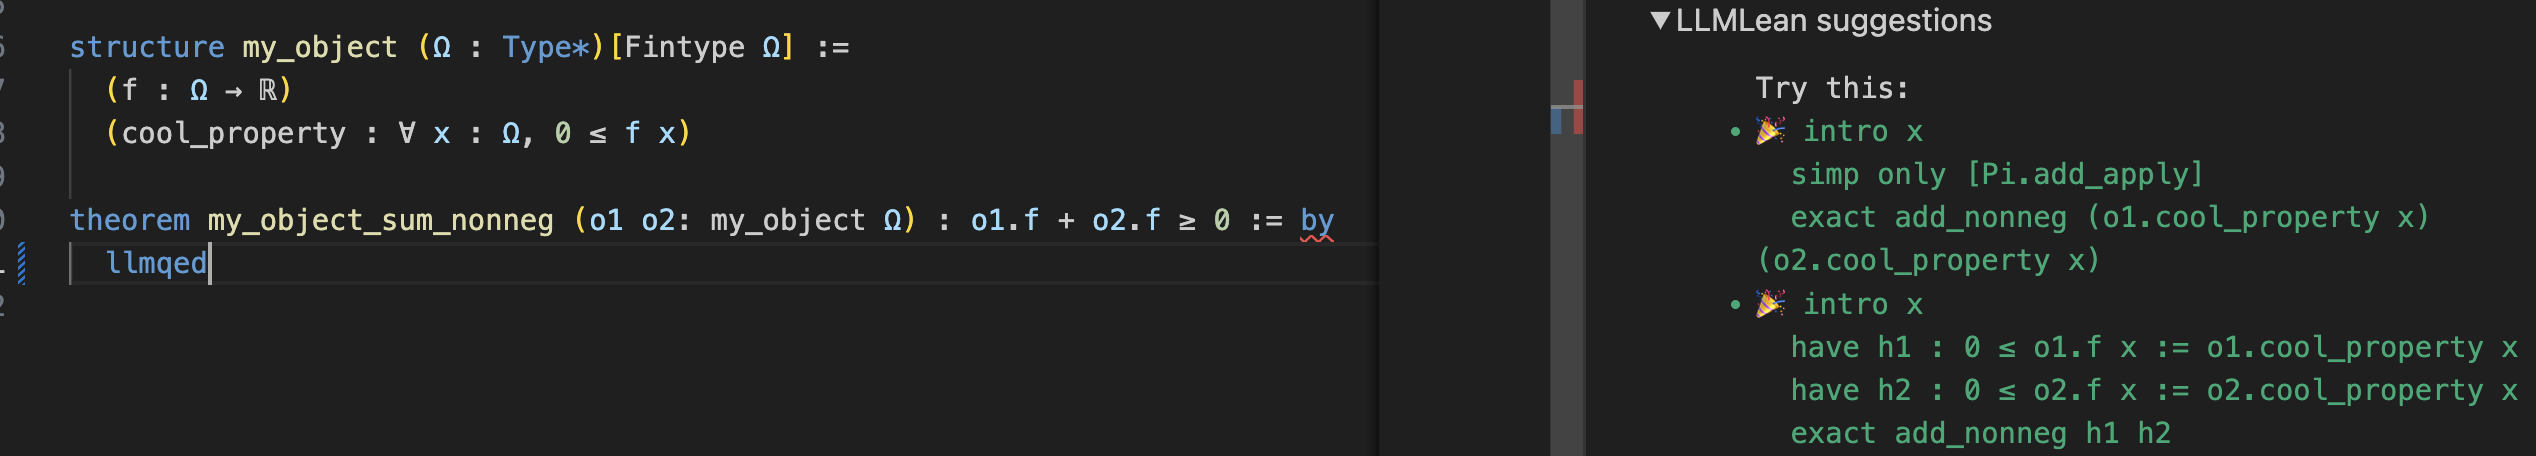 structure my_object (Ω : Type*)[Fintype Ω] :=
(f : Ω → ℝ)
(cool_property : ∀ x : Ω, 0 ≤ f x)
theorem my_object_sum_nonneg (o1 o2: my_object Ω) : o1.f + o2.f ≥ 0 := by
llmqed
▼LLMLean suggestions
Try this:
• 🎉 intro x
simp only [Pi.add_apply]
exact add_nonneg (o1.cool_property x)
(o2.cool_property x)
• 🎉 intro x
have h1 : 0 ≤ o1.f x := o1.cool_property x
have h2 : 0 ≤ o2.f x := o2.cool_property x
exact add_nonneg h1 h2